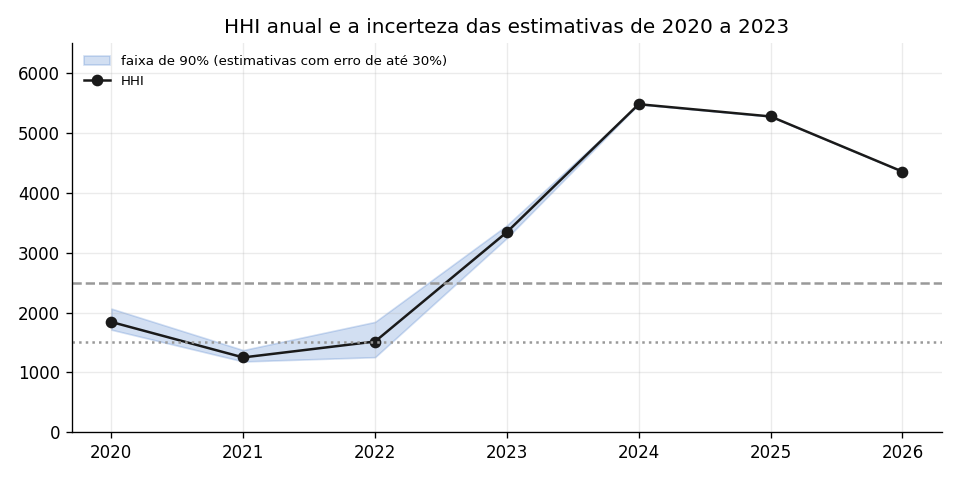 HHI anual e a incerteza das estimativas de 2020 a 2023
faixa de 90% (estimativas com erro de até 30%)
HHI
6000
5000
4000
3000
2000
1000
0
2020 2021 2022 2023 2024 2025 2026